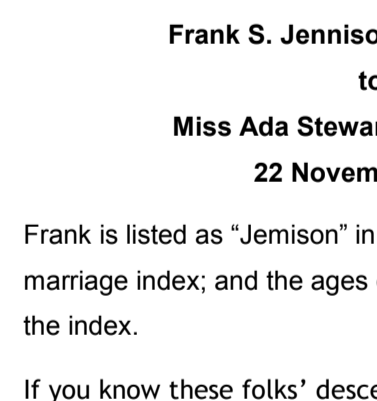 Frank S. Jenniso
to
Miss Ada Stewar
22 Novem
Frank is listed as “Jemison” in
marriage index; and the ages
the index.
If you know these folks’ desce